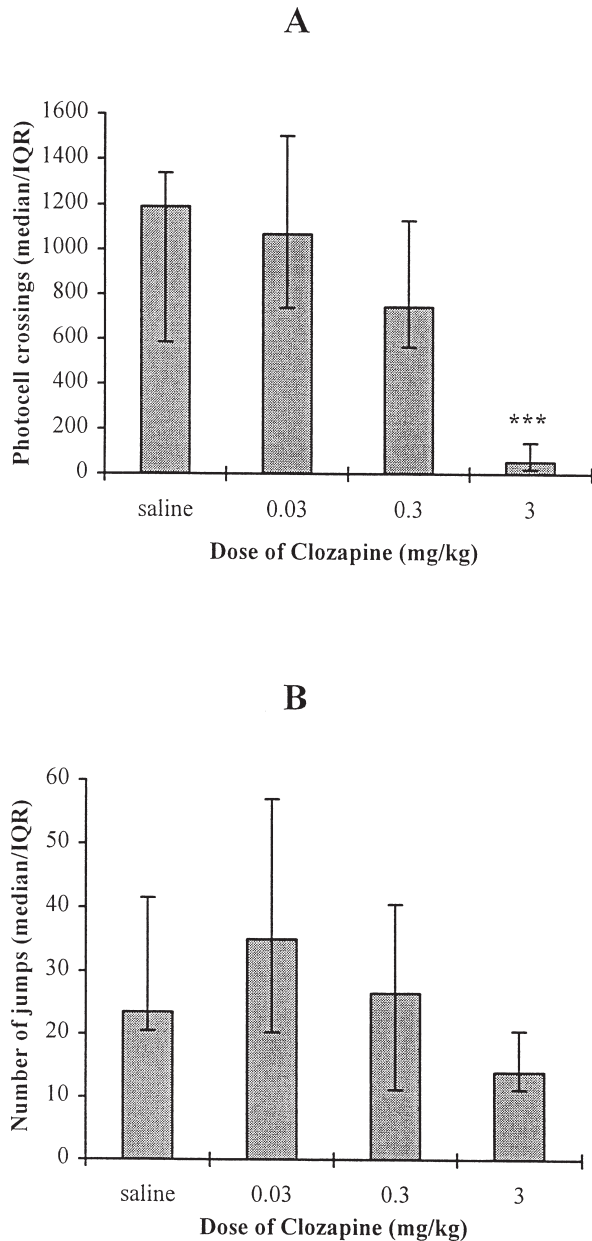 A
Photocell crossings (median/IQR)
1600
1400
1200
1000
800
600
400
200
0
***
saline 0.03 0.3 3
Dose of Clozapine (mg/kg)
B
Number of jumps (median/IQR)
60
50
40
30
20
10
0
saline 0.03 0.3 3
Dose of Clozapine (mg/kg)